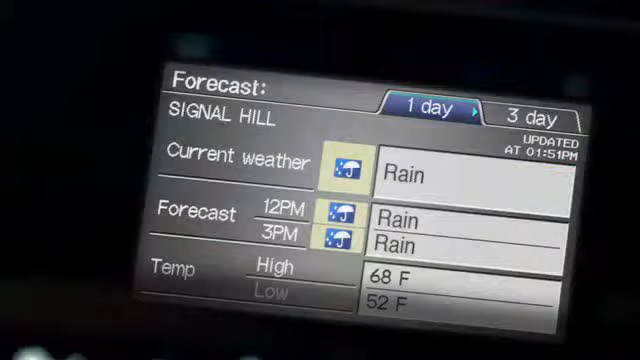 Forecast:
1 day
3 day
SIGNAL HILL
UPDATED
AT 01:51PM
Current weather
Rain
Forecast
12PM
Rain
3PM
Rain
Temp
High
68 F
Low
52 F